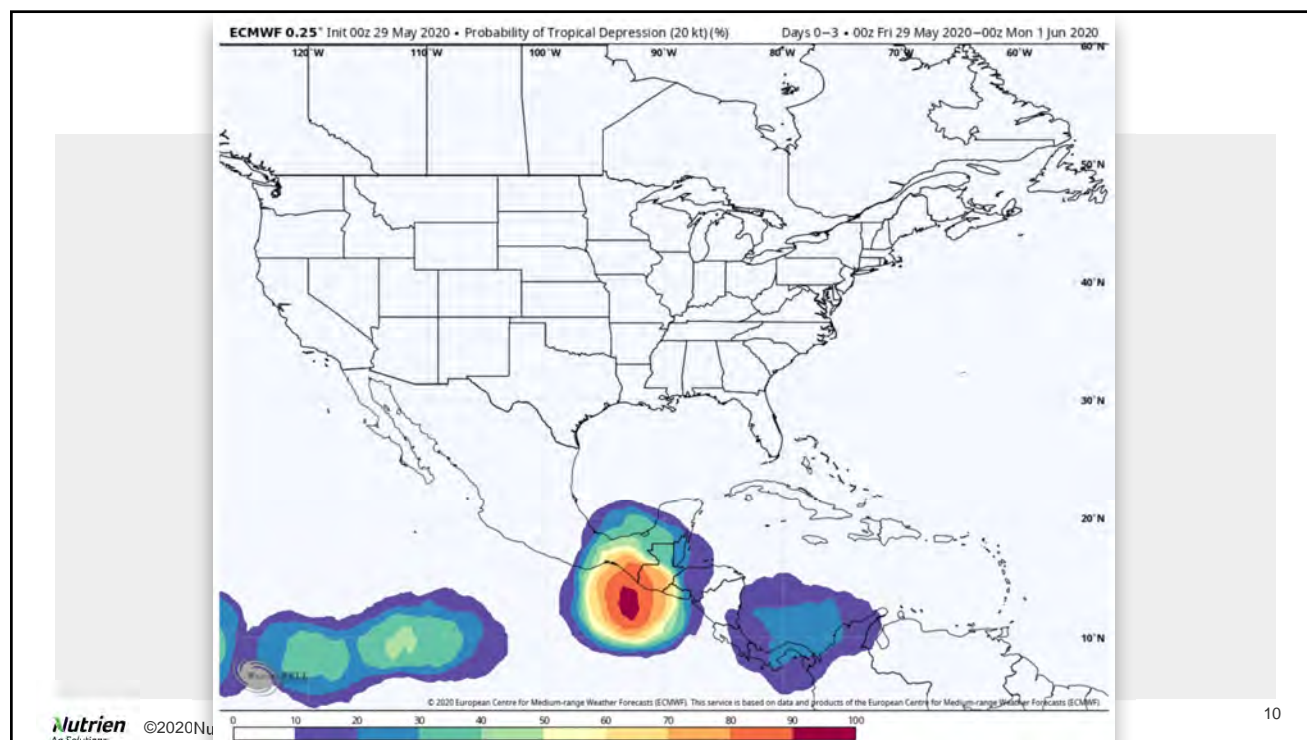 ECMWF 0.25° Init 00z 29 May 2020 • Probability of Tropical Depression (20 kt) (%) Days 0−3 • 00z Fri 29 May 2020−00z Mon 1 Jun 2020
120°W 110°W 100°W 90°W 80°W 70°W 60°W 60°N
50°N
40°N
30°N
20°N
10°N
© 2020 European Centre for Medium-range Weather Forecasts (ECMWF). This service is based on data and products of the European Centre for Medium-range Weather Forecasts (ECMWF).
0 10 20 30 40 50 60 70 80 90 100
Nutrien ©2020Nu
Ag Solutions
10